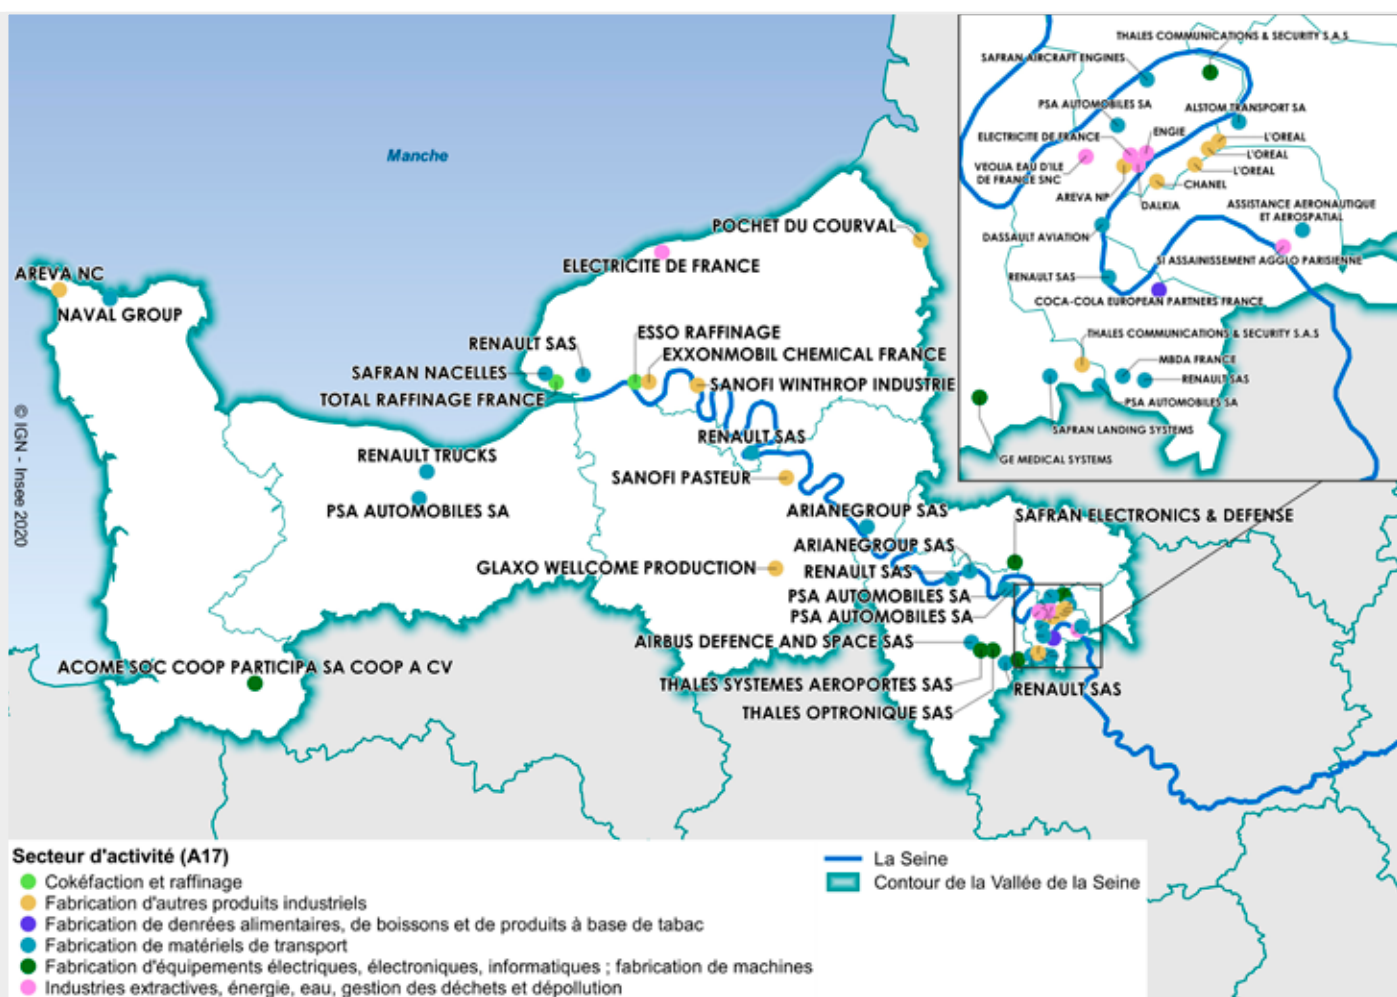 THALES COMMUNICATIONS & SECURITY S.A.S
SAFRAN AIRCRAFT ENGINES
PSA AUTOMOBILES SA
ALSTOM TRANSPORT SA
ELECTRICITE DE FRANCE
ENGIE
L'OREAL
L'OREAL
VEOLIA EAU D'ILE
DE FRANCE SNC
L'OREAL
CHANEL
AREVA NP
DALKIA
ASSISTANCE AERONAUTIQUE
ET AEROSPATIAL
DASSAULT AVIATION
SI ASSAINISSEMENT AGGLO PARISIENNE
RENAULT SAS
COCA-COLA EUROPEAN PARTNERS FRANCE
THALES COMMUNICATIONS & SECURITY S.A.S
MBDA FRANCE
RENAULT SAS
PSA AUTOMOBILES SA
SAFRAN LANDING SYSTEMS
GE MEDICAL SYSTEMS
Manche
POCHET DU COURVAL
ELECTRICITE DE FRANCE
AREVA NC
NAVAL GROUP
ESSO RAFFINAGE
RENAULT SAS
EXXONMOBIL CHEMICAL FRANCE
SAFRAN NACELLES
SANOFI WINTHROP INDUSTRIE
TOTAL RAFFINAGE FRANCE
RENAULT SAS
RENAULT TRUCKS
SANOFI PASTEUR
PSA AUTOMOBILES SA
ARIANEGROUP SAS
SAFRAN ELECTRONICS & DEFENSE
ARIANEGROUP SAS
GLAXO WELLCOME PRODUCTION
RENAULT SAS
PSA AUTOMOBILES SA
PSA AUTOMOBILES SA
AIRBUS DEFENCE AND SPACE SAS
ACOME SOC COOP PARTICIPA SA COOP A CV
THALES SYSTEMES AEROPORTES SAS
RENAULT SAS
THALES OPTRONIQUE SAS
© IGN - Insee 2020
Secteur d'activité (A17)
Cokéfaction et raffinage
Fabrication d'autres produits industriels
Fabrication de denrées alimentaires, de boissons et de produits à base de tabac
Fabrication de matériels de transport
Fabrication d'équipements électriques, électroniques, informatiques ; fabrication de machines
Industries extractives, énergie, eau, gestion des déchets et dépollution
La Seine
Contour de la Vallée de la Seine